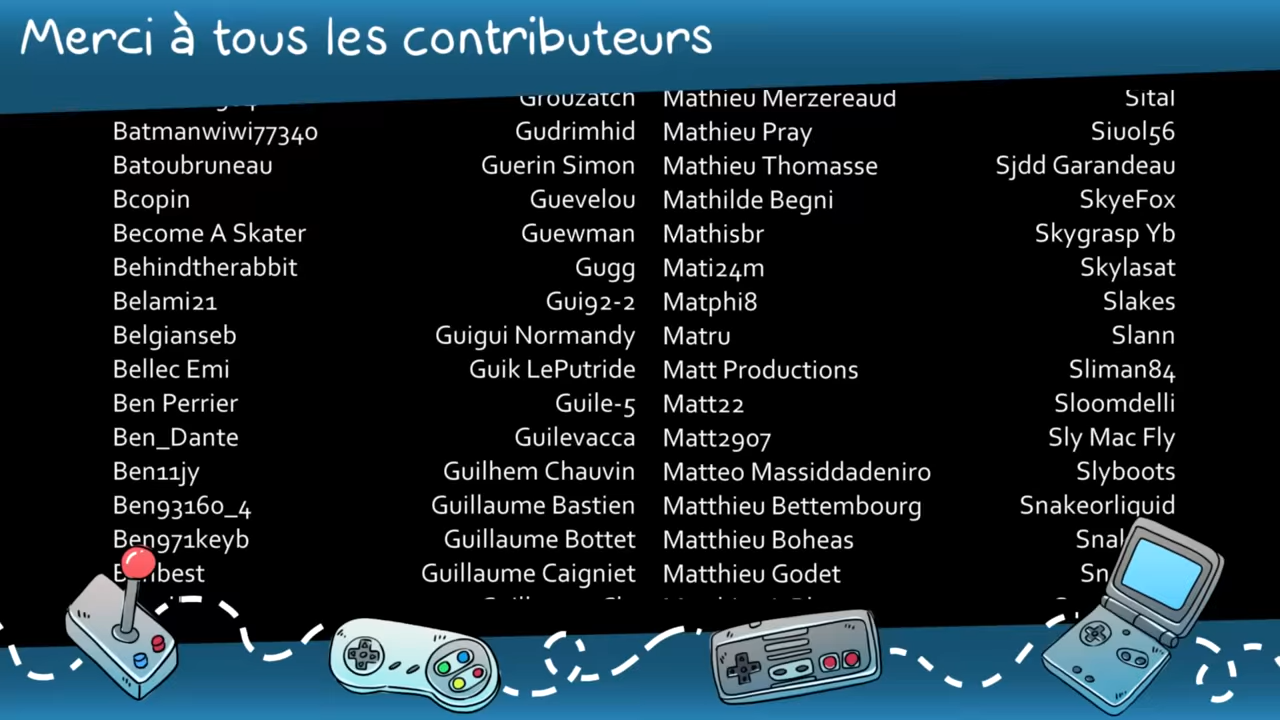 Merci à tous les contributeurs
Grouzatch
Mathieu Merzereaud
Sital
Batmanwiwi77340
Gudrimhid
Mathieu Pray
Siuol56
Batoubruneau
Guerin Simon
Mathieu Thomasse
Sjdd Garandeau
Bcopin
Guevelou
Mathilde Begni
SkyeFox
Become A Skater
Guewman
Mathisbr
Skygrasp Yb
Behindtherabbit
Gugg
Mati24m
Skylasat
Belami21
Gui92-2
Matphi8
Slakes
Belgianseb
Guigui Normandy
Matru
Slann
Bellec Emi
Guik LePutride
Matt Productions
Sliman84
Ben Perrier
Guile-5
Matt22
Sloomdelli
Ben_Dante
Guilevacca
Matt2907
Sly Mac Fly
Ben11jy
Guilhem Chauvin
Matteo Massiddadeniro
Slyboots
Ben93160_4
Guillaume Bastien
Matthieu Bettembourg
Snakeorliquid
Ben971keyb
Guillaume Bottet
Matthieu Boheas
Guillaume Caigniet
Matthieu Godet